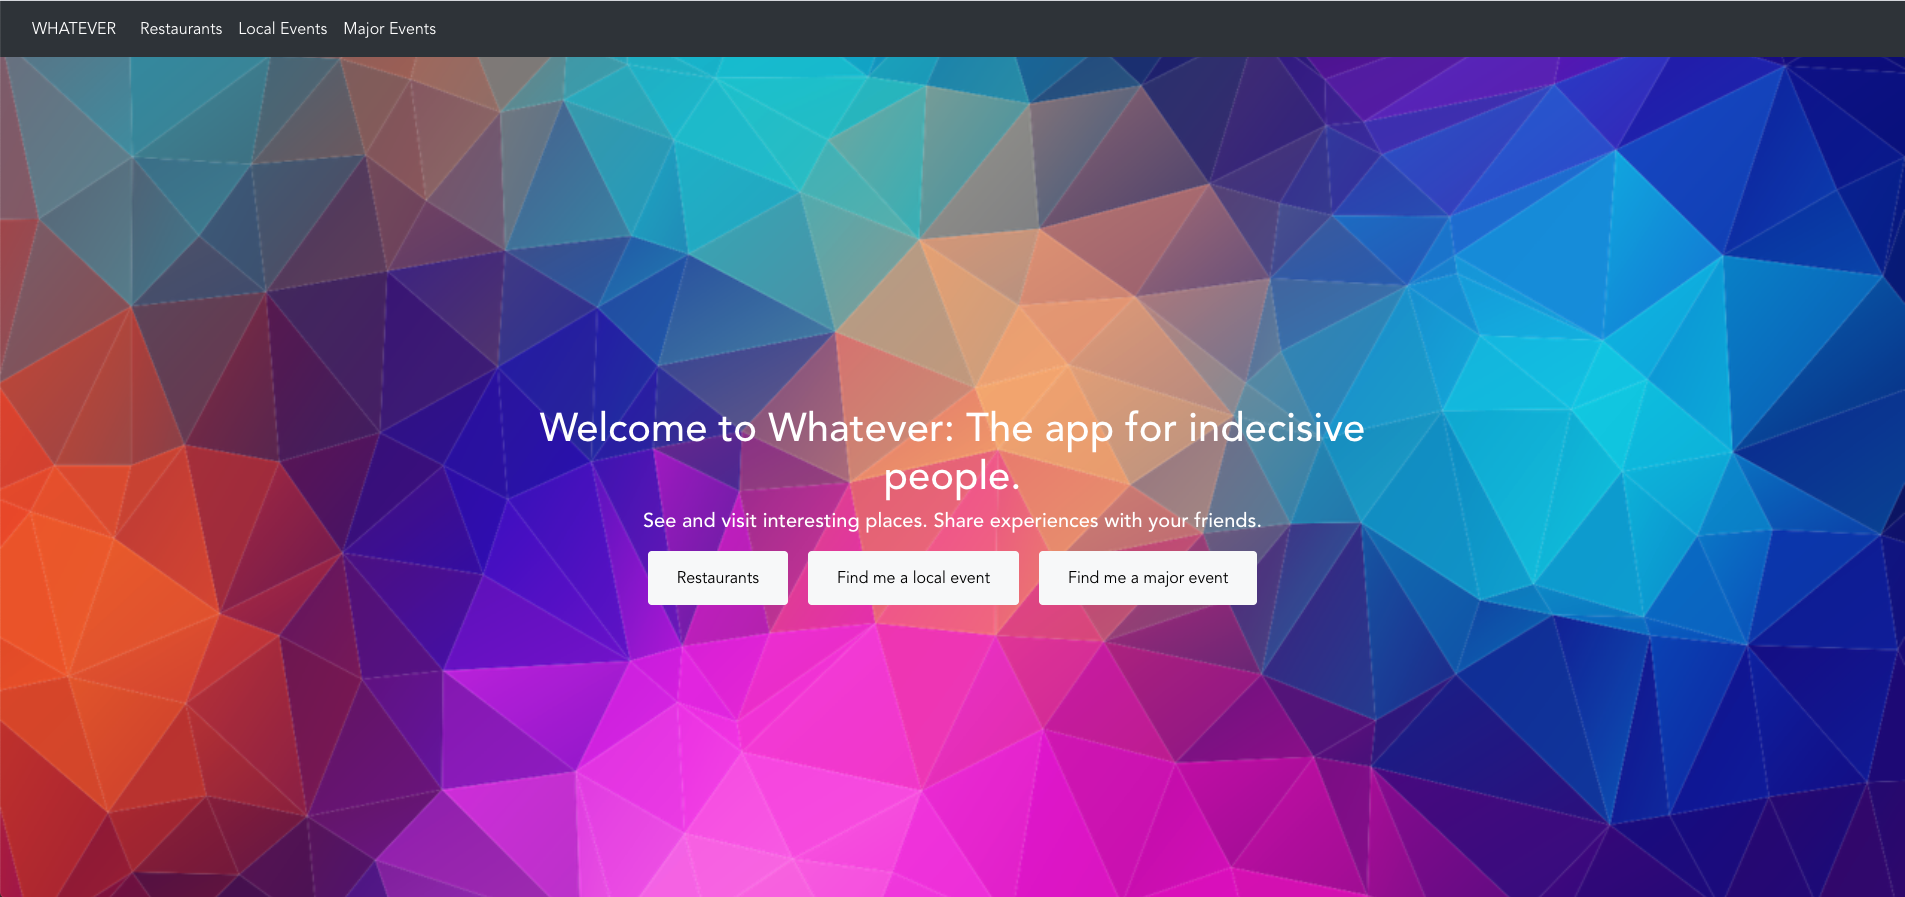 WHATEVER Restaurants Local Events Major Events
Welcome to Whatever: The app for indecisive
people.
See and visit interesting places. Share experiences with your friends.
Restaurants Find me a local event Find me a major event